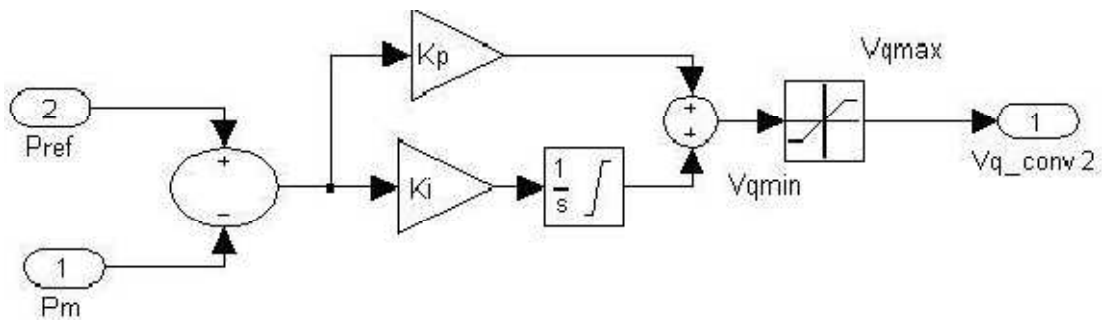 Vqmax
Kp
2
Pref
+
−
+
+
1
Vq_conv 2
Ki
1
s
Vqmin
1
Pm